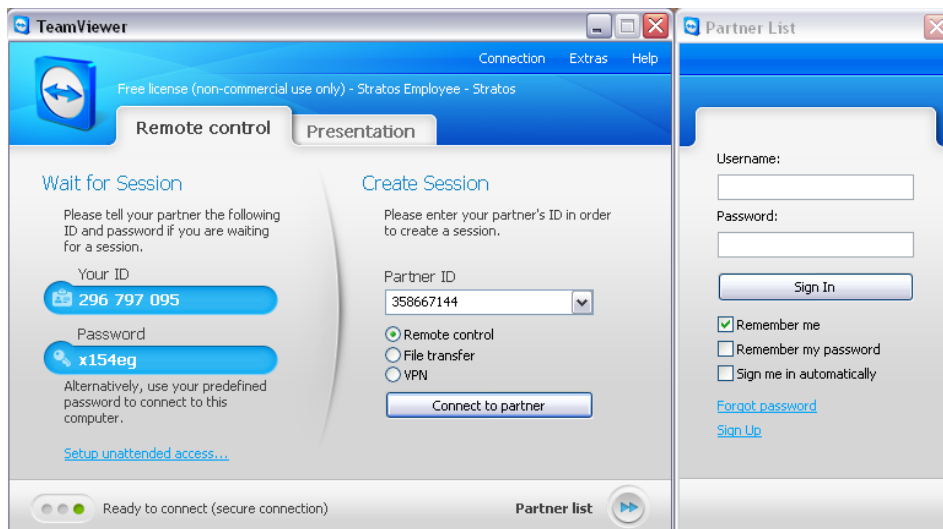 TeamViewer
Connection Extras Help
Free license (non-commercial use only) - Stratos Employee - Stratos
Remote control
Presentation
Wait for Session
Please tell your partner the following
ID and password if you are waiting
for a session.
Your ID
296 797 095
Password
x154eg
Alternatively, use your predefined
password to connect to this
computer.
Setup unattended access...
Create Session
Please enter your partner's ID in order
to create a session.
Partner ID
358667144
Remote control
File transfer
VPN
Connect to partner
Ready to connect (secure connection)
Partner list
Partner List
Username:
Password:
Sign In
Remember me
Remember my password
Sign me in automatically
Forgot password
Sign Up